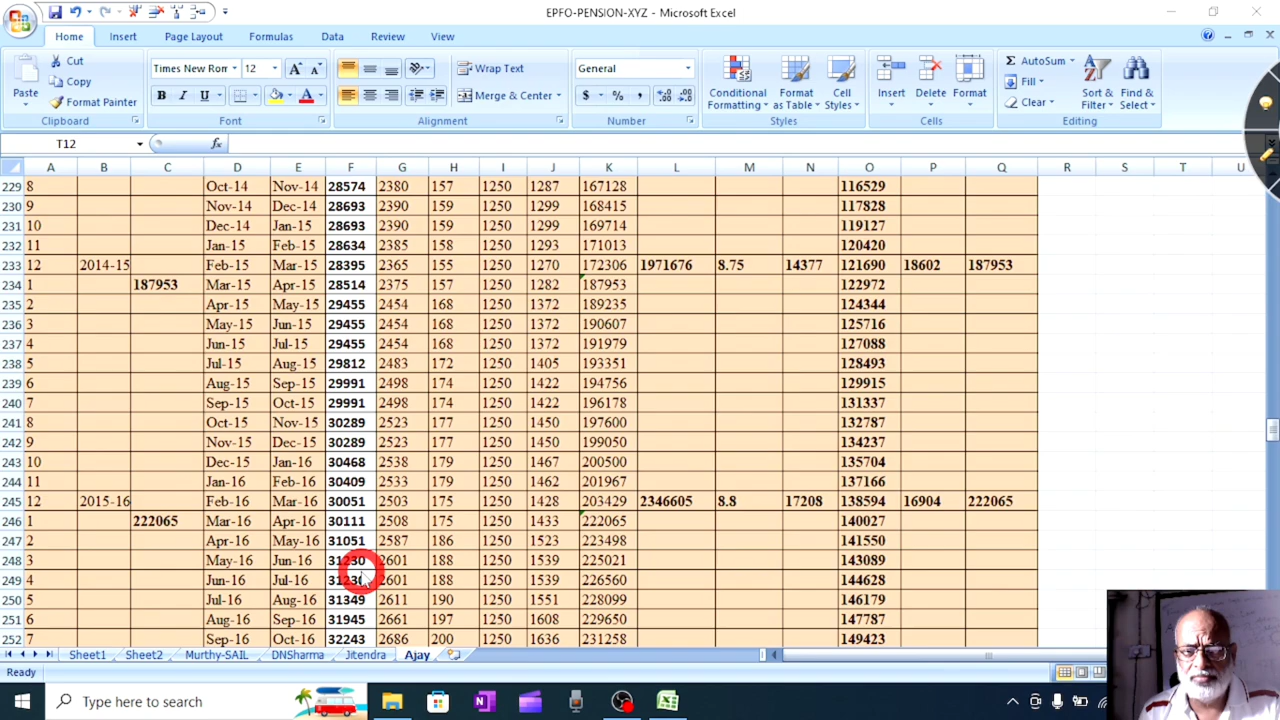 EPFO-PENSION-XYZ - Microsoft Excel
Home Insert Page Layout Formulas Data Review View
Paste Cut Copy Format Painter Clipboard
Times New Ron 12 B I U A Font
Wrap Text Merge & Center Alignment
General $ % , Number
Conditional Formatting Format as Table Cell Styles Styles
Insert Delete Format Cells
Σ AutoSum Fill Clear Sort & Filter Find & Select Editing
T12 fx
A B C D E F G H I J K L M N O P Q R S T U
229 8 Oct-14 Nov-14 28574 2380 157 1250 1287 167128 116529
230 9 Nov-14 Dec-14 28693 2390 159 1250 1299 168415 117828
231 10 Dec-14 Jan-15 28693 2390 159 1250 1299 169714 119127
232 11 Jan-15 Feb-15 28634 2385 158 1250 1293 171013 120420
233 12 2014-15 Feb-15 Mar-15 28395 2365 155 1250 1270 172306 1971676 8.75 14377 121690 18602 187953
234 1 187953 Mar-15 Apr-15 28514 2375 157 1250 1282 187953 122972
235 2 Apr-15 May-15 29455 2454 168 1250 1372 189235 124344
236 3 May-15 Jun-15 29455 2454 168 1250 1372 190607 125716
237 4 Jun-15 Jul-15 29455 2454 168 1250 1372 191979 127088
238 5 Jul-15 Aug-15 29812 2483 172 1250 1405 193351 128493
239 6 Aug-15 Sep-15 29991 2498 174 1250 1422 194756 129915
240 7 Sep-15 Oct-15 29991 2498 174 1250 1422 196178 131337
241 8 Oct-15 Nov-15 30289 2523 177 1250 1450 197600 132787
242 9 Nov-15 Dec-15 30289 2523 177 1250 1450 199050 134237
243 10 Dec-15 Jan-16 30468 2538 179 1250 1467 200500 135704
244 11 Jan-16 Feb-16 30409 2533 179 1250 1462 201967 137166
245 12 2015-16 Feb-16 Mar-16 30051 2503 175 1250 1428 203429 2346605 8.8 17208 138594 16904 222065
246 1 222065 Mar-16 Apr-16 30111 2508 175 1250 1433 222065 140027
247 2 Apr-16 May-16 31051 2587 186 1250 1523 223498 141550
248 3 May-16 Jun-16 31230 2601 188 1250 1539 225021 143089
249 4 Jun-16 Jul-16 31230 2601 188 1250 1539 226560 144628
250 5 Jul-16 Aug-16 31349 2611 190 1250 1551 228099 146179
251 6 Aug-16 Sep-16 31945 2661 197 1250 1608 229650 147787
252 7 Sep-16 Oct-16 32243 2686 200 1250 1636 231258 149423
Sheet1 Sheet2 Murthy-SAIL DNSharma Jitendra Ajay
Ready
Type here to search